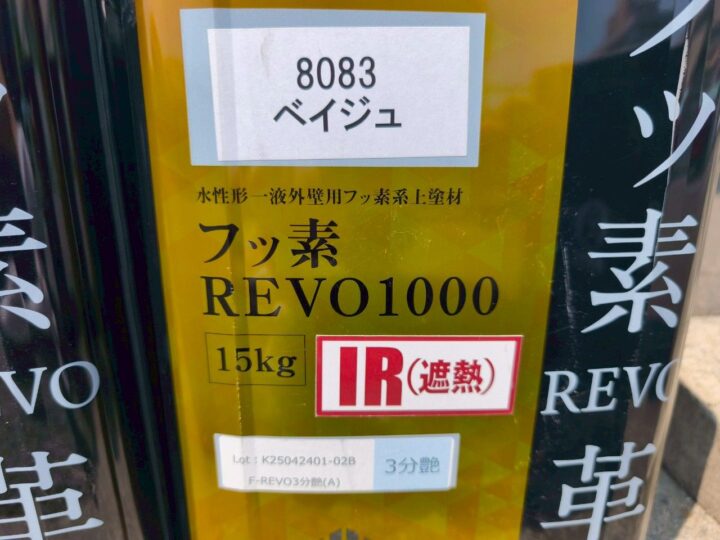 8083
ベイジュ
水性形一液外壁用フッ素系上塗材
フッ素
REVO1000
15kg
IR(遮熱)
Lot：K25042401-02B
F-REVO3分艶(A)
3分艶
ッ素
REVO
革
素
VO
革